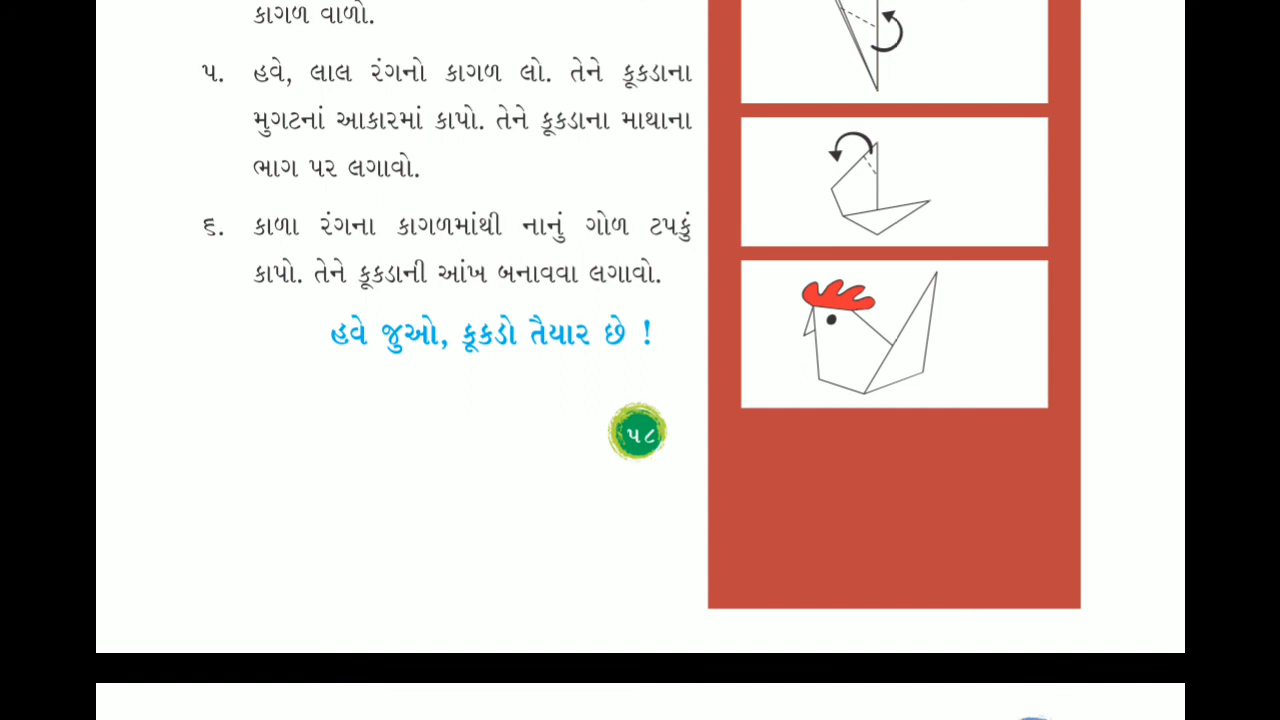 કાગળ વાળો.
૫. હવે, લાલ રંગનો કાગળ લો. તેને કૂકડાના
મુગટનાં આકારમાં કાપો. તેને કૂકડાના માથાના
ભાગ પર લગાવો.
૬. કાળા રંગના કાગળમાંથી નાનું ગોળ ટપકું
કાપો. તેને કૂકડાની આંખ બનાવવા લગાવો.
હવે જુઓ, કૂકડો તૈયાર છે !
૫૮